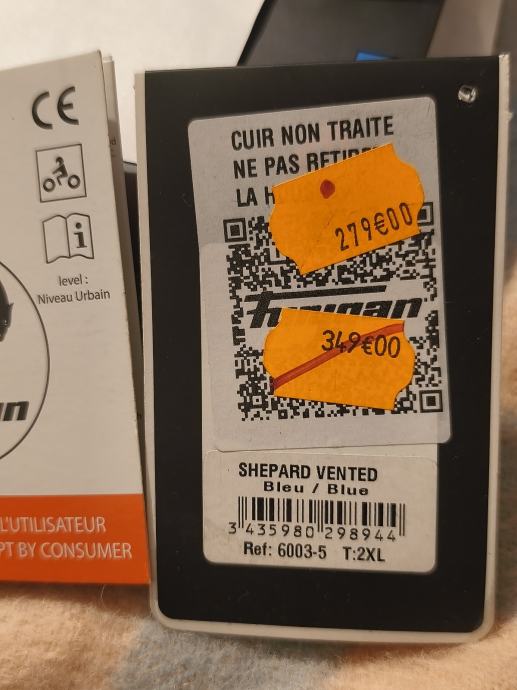 CE
level :
Niveau Urbain
L'UTILISATEUR
PT BY CONSUMER
CUIR NON TRAITE
NE PAS
LA
279€00
349€00
SHEPARD VENTED
Bleu / Blue
3 435980 298944
Ref: 6003-5 T:2XL